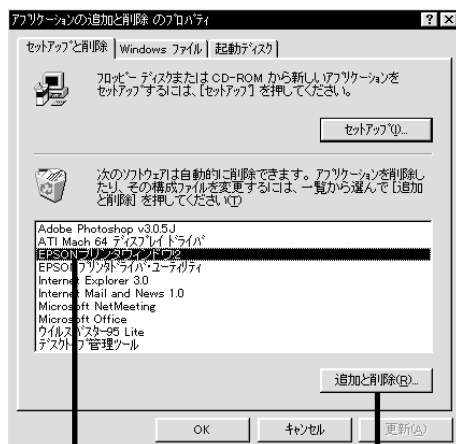 アプリケーションの追加と削除 のプロパティ
セットアップと削除 Windows ファイル 起動ディスク
フロッピー ディスクまたは CD-ROM から新しいアプリケーションを
セットアップするには、[セットアップ] を押してください。
セットアップ(I)...
次のソフトウェアは自動的に削除できます。アプリケーションを削除し
たり、その構成ファイルを変更するには、一覧から選んで [追加
と削除] を押してください(T)
Adobe Photoshop v3.0.5J
ATI Mach 64 ディスプレイ ドライバ
EPSONプリンタウィンドウ!2
EPSONプリンタドライバ・ユーティリティ
Internet Explorer 3.0
Internet Mail and News 1.0
Microsoft NetMeeting
Microsoft Office
ウイルスバスター95 Lite
デスクトップ管理ツール
追加と削除(R)...
OK キャンセル 更新(A)